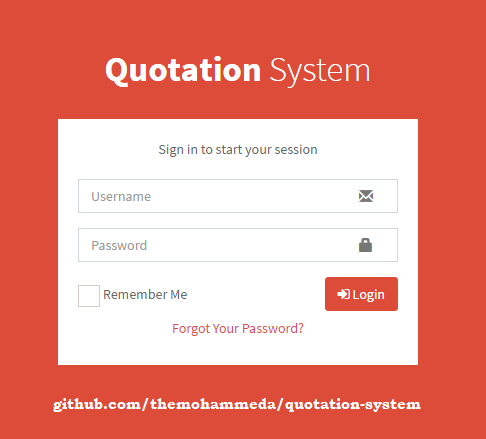 Quotation System
Sign in to start your session
Username
Password
Remember Me
Login
Forgot Your Password?
github.com/themohammeda/quotation-system